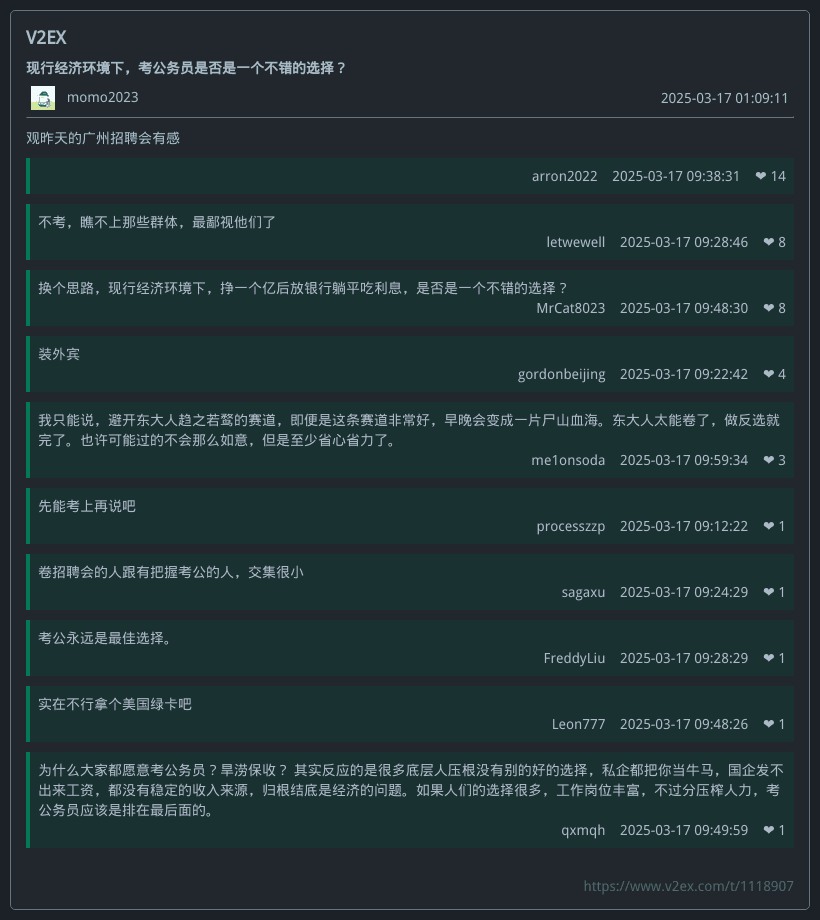 V2EX
现行经济环境下，考公务员是否是一个不错的选择？
momo2023 2025-03-17 01:09:11
观昨天的广州招聘会有感
arron2022 2025-03-17 09:38:31 ❤ 14
不考，瞧不上那些群体，最鄙视他们了
letwewell 2025-03-17 09:28:46 ❤ 8
换个思路，现行经济环境下，挣一个亿后放银行躺平吃利息，是否是一个不错的选择？
MrCat8023 2025-03-17 09:48:30 ❤ 8
装外宾
gordonbeijing 2025-03-17 09:22:42 ❤ 4
我只能说，避开东大人趋之若鹜的赛道，即便是这条赛道非常好，早晚会变成一片尸山血海。东大人太能卷了，做反选就
完了。也许可能过的不会那么如意，但是至少省心省力了。
me1onsoda 2025-03-17 09:59:34 ❤ 3
先能考上再说吧
processzzp 2025-03-17 09:12:22 ❤ 1
卷招聘会的人跟有把握考公的人，交集很小
sagaxu 2025-03-17 09:24:29 ❤ 1
考公永远是最佳选择。
FreddyLiu 2025-03-17 09:28:29 ❤ 1
实在不行拿个美国绿卡吧
Leon777 2025-03-17 09:48:26 ❤ 1
为什么大家都愿意考公务员？旱涝保收？ 其实反应的是很多底层人压根没有别的好的选择，私企都把你当牛马，国企发不
出来工资，都没有稳定的收入来源，归根结底是经济的问题。如果人们的选择很多，工作岗位丰富，不过分压榨人力，考
公务员应该是排在最后面的。
qxmqh 2025-03-17 09:49:59 ❤ 1
https://www.v2ex.com/t/1118907